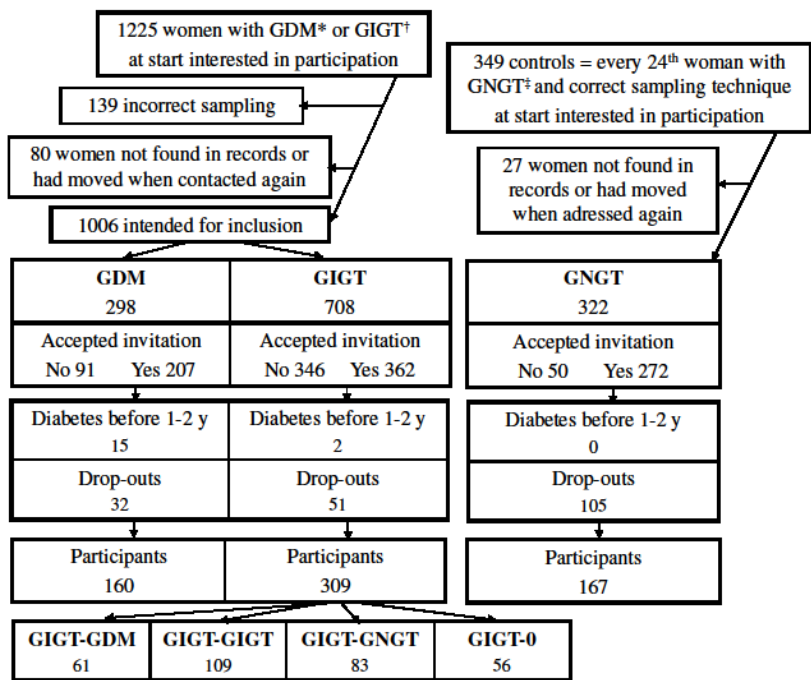 1225 women with GDM* or GIGT†
at start interested in participation
349 controls = every 24th woman with
GNGT‡ and correct sampling technique
at start interested in participation
139 incorrect sampling
80 women not found in records or
had moved when contacted again
27 women not found in
records or had moved
when adressed again
1006 intended for inclusion
GDM
298
GIGT
708
GNGT
322
Accepted invitation
No 91 Yes 207
Accepted invitation
No 346 Yes 362
Accepted invitation
No 50 Yes 272
Diabetes before 1-2 y
15
Diabetes before 1-2 y
2
Diabetes before 1-2 y
0
Drop-outs
32
Drop-outs
51
Drop-outs
105
Participants
160
Participants
309
Participants
167
GIGT-GDM
61
GIGT-GIGT
109
GIGT-GNGT
83
GIGT-0
56